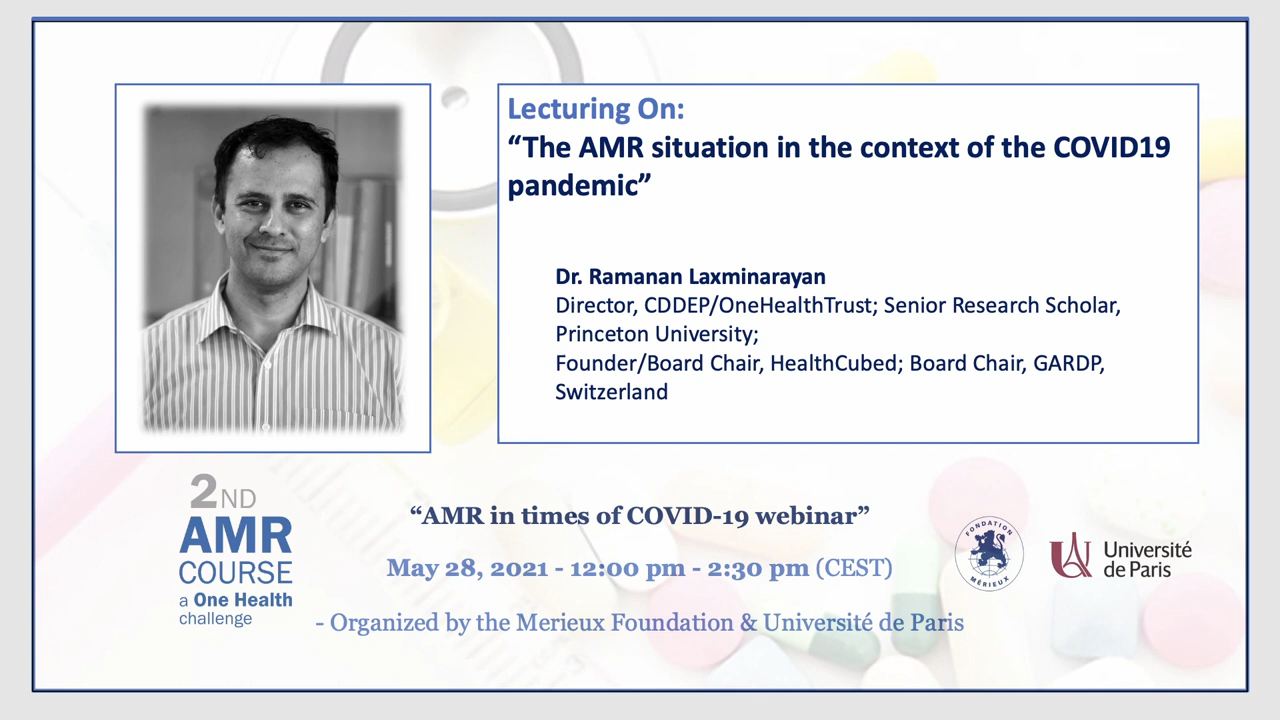 Lecturing On:
“The AMR situation in the context of the COVID19
pandemic”
Dr. Ramanan Laxminarayan
Director, CDDEP/OneHealthTrust; Senior Research Scholar,
Princeton University;
Founder/Board Chair, HealthCubed; Board Chair, GARDP,
Switzerland
2ND
AMR
COURSE
a One Health
challenge
“AMR in times of COVID-19 webinar”
May 28, 2021 - 12:00 pm - 2:30 pm (CEST)
- Organized by the Merieux Foundation & Université de Paris
FONDATION
MÉRIEUX
Université
de Paris